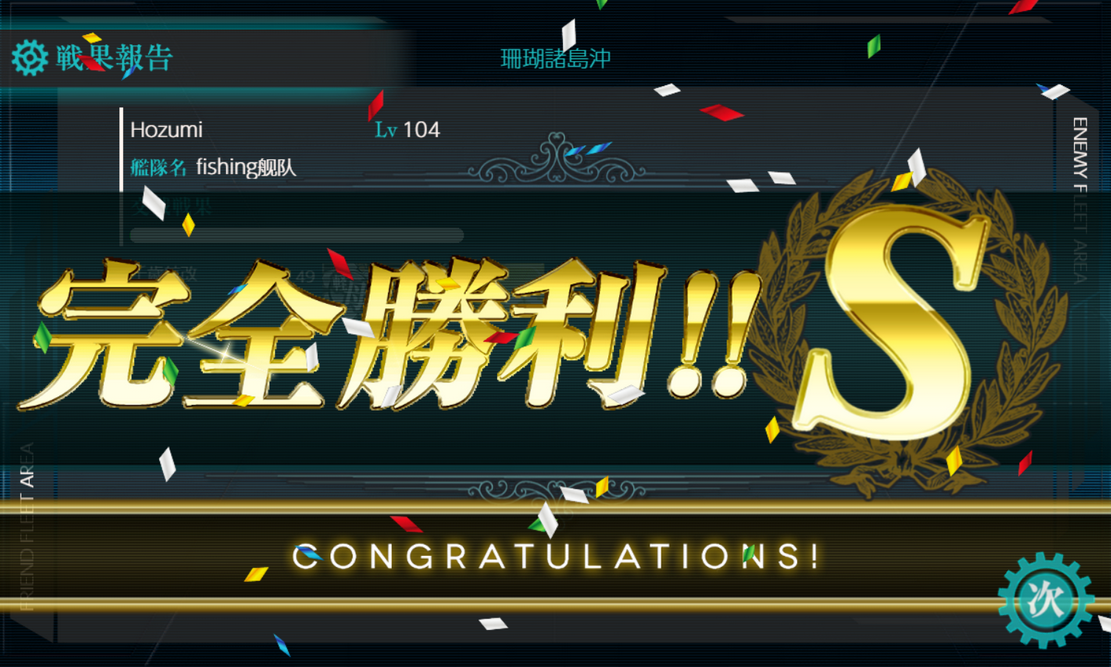 戦果報告
珊瑚諸島沖
Hozumi
Lv 104
艦隊名 fishing舰队
完全勝利!!
S
CONGRATULATIONS!
次
ENEMY FLEET AREA
FRIEND FLEET AREA